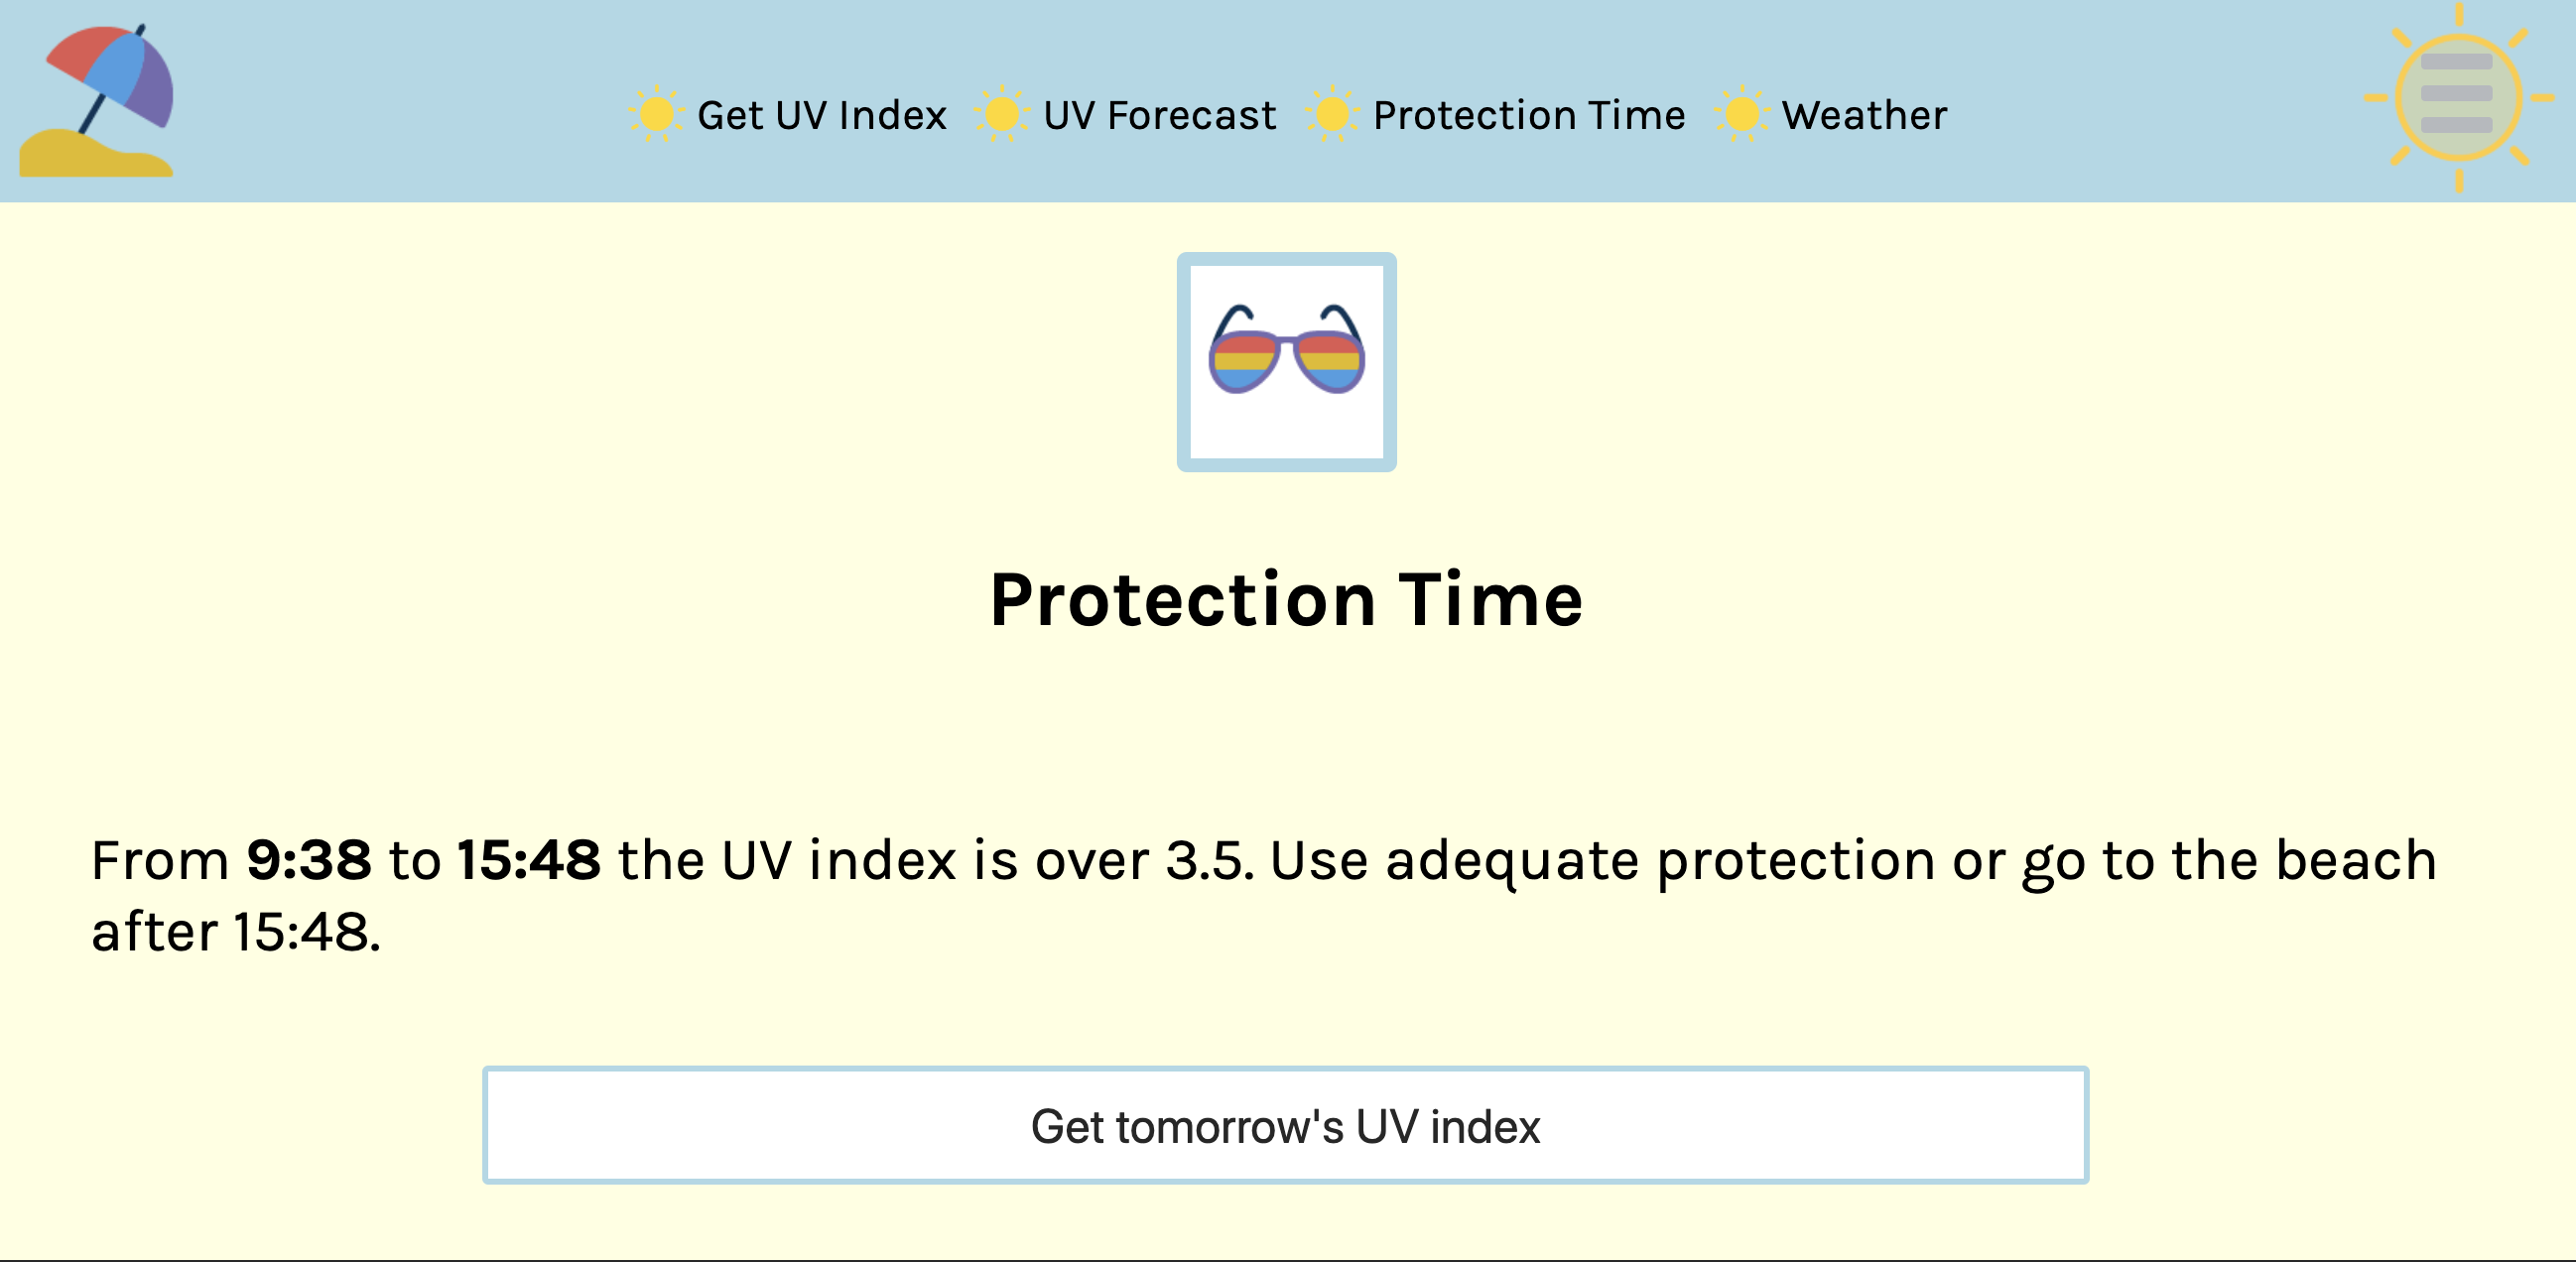 Get UV Index UV Forecast Protection Time Weather
Protection Time
From 9:38 to 15:48 the UV index is over 3.5. Use adequate protection or go to the beach
after 15:48.
Get tomorrow's UV index